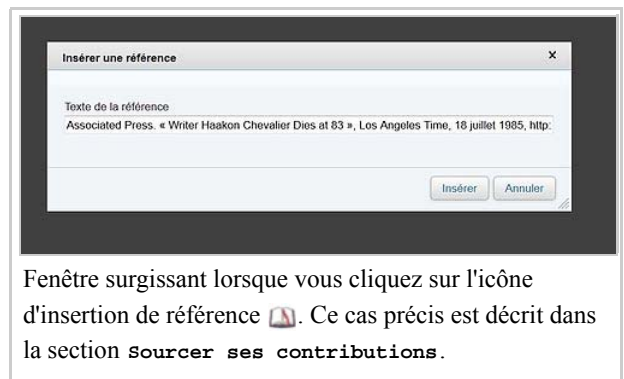 Insérer une référence
×
Texte de la référence
Associated Press. « Writer Haakon Chevalier Dies at 83 », Los Angeles Time, 18 juillet 1985, http:
Insérer
Annuler
Fenêtre surgissant lorsque vous cliquez sur l'icône
d'insertion de référence . Ce cas précis est décrit dans
la section Sourcer ses contributions.